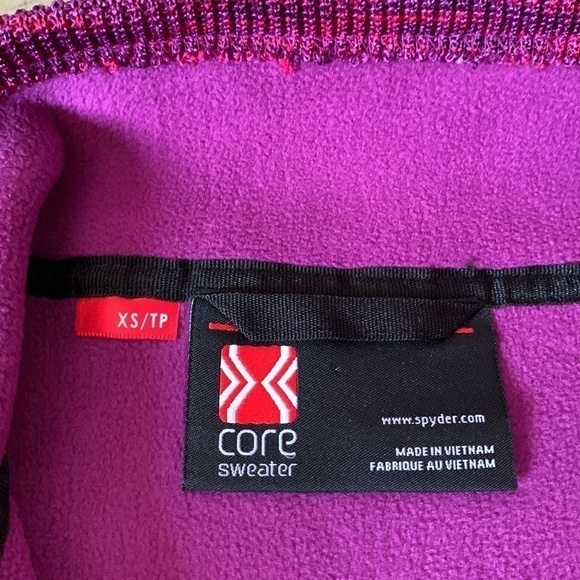 XS/TP
core
sweater
www.spyder.com
MADE IN VIETNAM
FABRIQUE AU VIETNAM